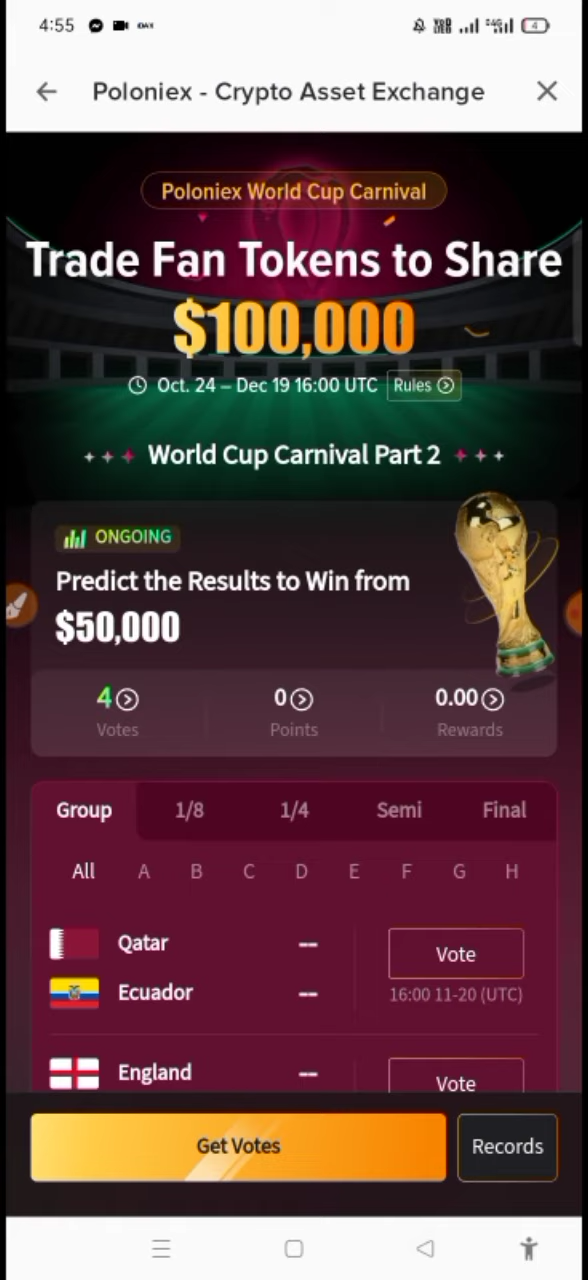 4:55
4
Poloniex - Crypto Asset Exchange
Poloniex World Cup Carnival
Trade Fan Tokens to Share
$100,000
Oct. 24 – Dec 19 16:00 UTC Rules
World Cup Carnival Part 2
ONGOING
Predict the Results to Win from
$50,000
4 0 0.00
Votes Points Rewards
Group 1/8 1/4 Semi Final
All A B C D E F G H
Qatar -- Vote
Ecuador -- 16:00 11-20 (UTC)
England -- Vote
Get Votes Records